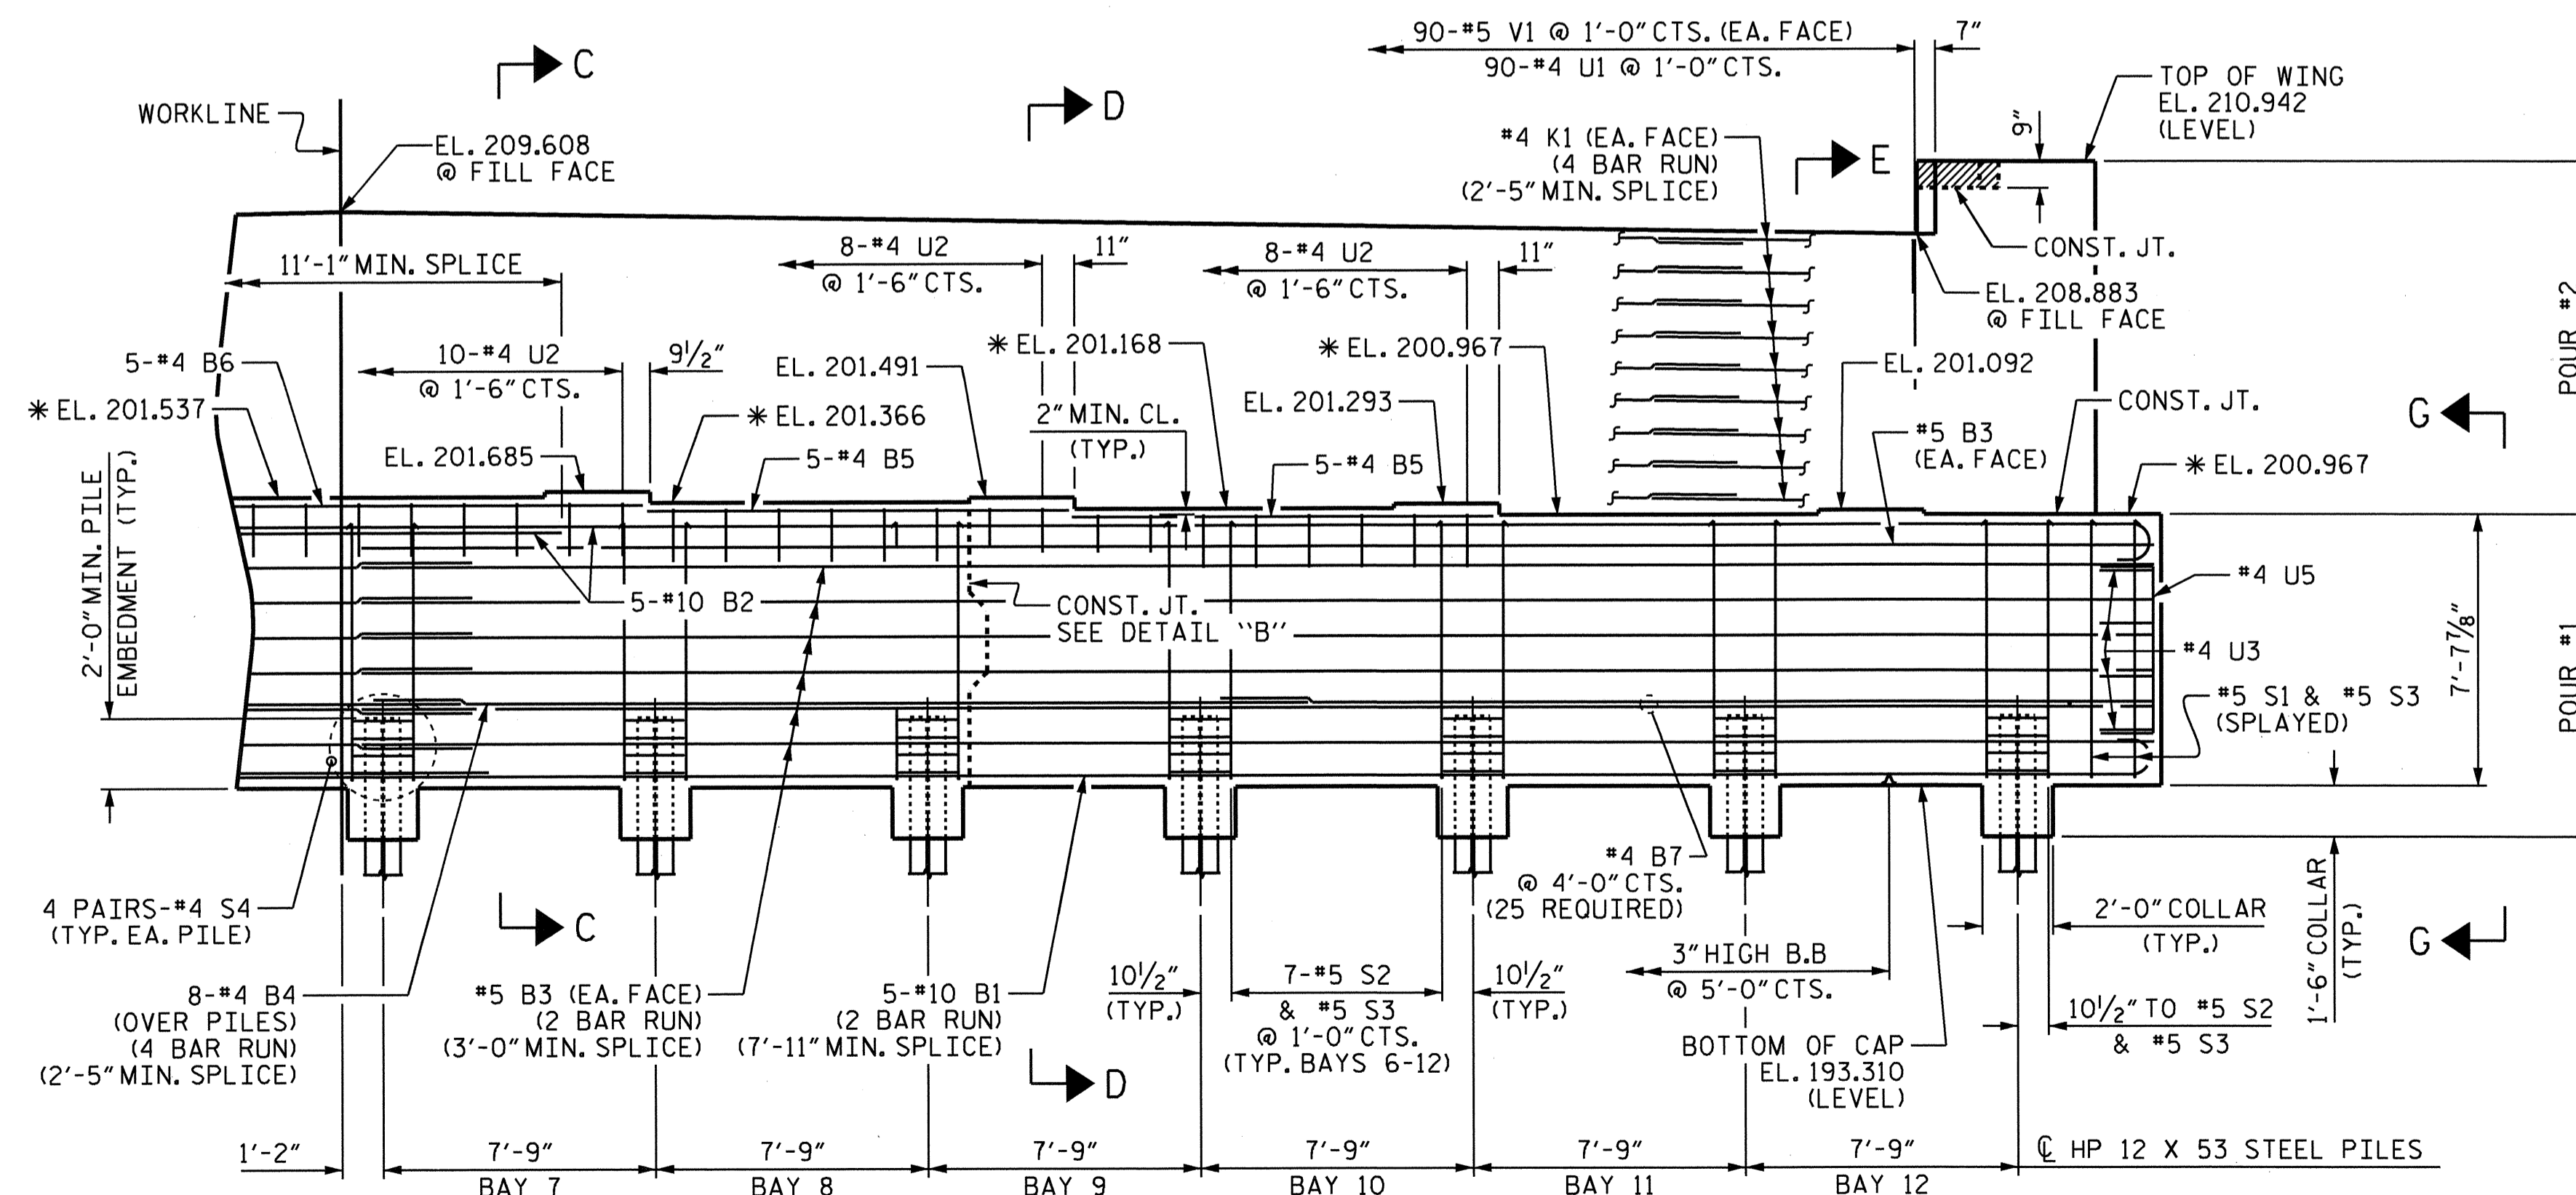 90-#5 V1 @ 1'-0" CTS. (EA. FACE)
90-#4 U1 @ 1'-0" CTS.
7"
C
D
E
WORKLINE
EL. 209.608
@ FILL FACE
#4 K1 (EA. FACE)
(4 BAR RUN)
(2'-5" MIN. SPLICE)
9"
TOP OF WING
EL. 210.942
(LEVEL)
CONST. JT.
EL. 208.883
@ FILL FACE
POUR #2
11'-1" MIN. SPLICE
8-#4 U2
@ 1'-6" CTS.
11"
8-#4 U2
@ 1'-6" CTS.
11"
5-#4 B6
* EL. 201.537
10-#4 U2
@ 1'-6" CTS.
9 1/2"
EL. 201.491
* EL. 201.168
* EL. 200.967
EL. 201.092
CONST. JT.
G
* EL. 201.366
2" MIN. CL.
(TYP.)
EL. 201.293
#5 B3
(EA. FACE)
EL. 201.685
5-#4 B5
5-#4 B5
* EL. 200.967
2'-0" MIN. PILE
EMBEDMENT (TYP.)
5-#10 B2
CONST. JT.
SEE DETAIL "B"
#4 U5
#4 U3
#5 S1 & #5 S3
(SPLAYED)
7'-7 7/8"
POUR #1
4 PAIRS-#4 S4
(TYP. EA. PILE)
C
#4 B7
@ 4'-0" CTS.
(25 REQUIRED)
2'-0" COLLAR
(TYP.)
1'-6" COLLAR
(TYP.)
G
8-#4 B4
(OVER PILES)
(4 BAR RUN)
(2'-5" MIN. SPLICE)
#5 B3 (EA. FACE)
(2 BAR RUN)
(3'-0" MIN. SPLICE)
5-#10 B1
(2 BAR RUN)
(7'-11" MIN. SPLICE)
10 1/2"
(TYP.)
7-#5 S2
& #5 S3
@ 1'-0" CTS.
(TYP. BAYS 6-12)
10 1/2"
(TYP.)
3" HIGH B.B
@ 5'-0" CTS.
10 1/2" TO #5 S2
& #5 S3
D
BOTTOM OF CAP
EL. 193.310
(LEVEL)
1'-2"
7'-9"
7'-9"
7'-9"
7'-9"
7'-9"
7'-9"
℄ HP 12 X 53 STEEL PILES
BAY 7
BAY 8
BAY 9
BAY 10
BAY 11
BAY 12